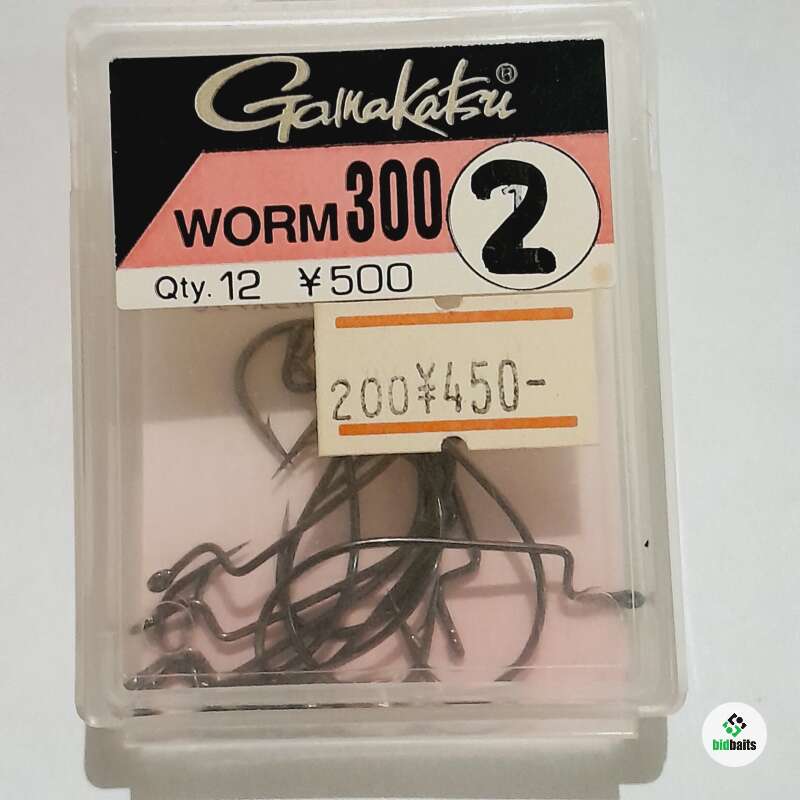 Gamakatsu®
WORM 300 2
Qty. 12 ¥500
200¥450-
bidbaits